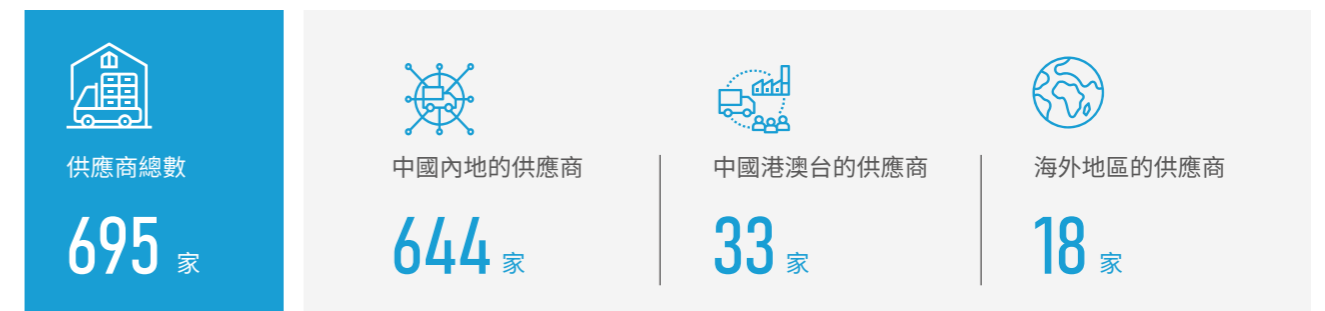 供應商總數
695 家
中國內地的供應商
644 家
中國港澳台的供應商
33 家
海外地區的供應商
18 家